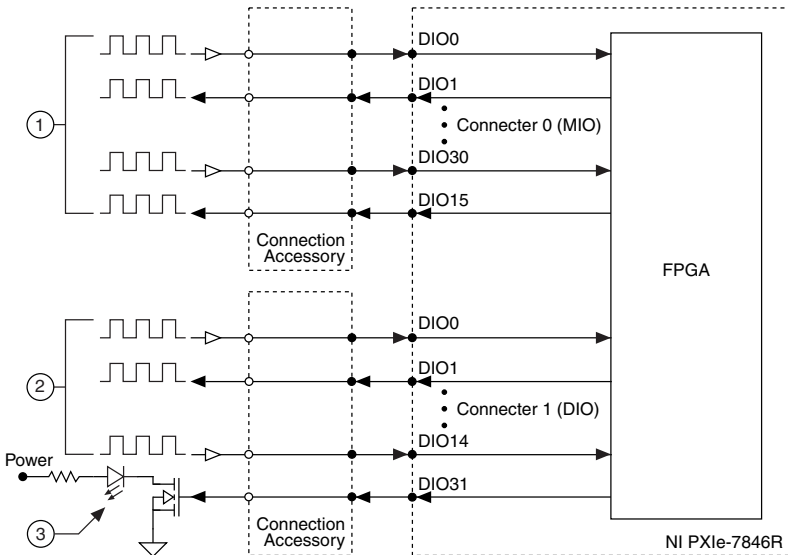 DIO0
DIO1
1
Connecter 0 (MIO)
DIO30
DIO15
Connection
Accessory
FPGA
DIO0
DIO1
2
Connecter 1 (DIO)
DIO14
Power
DIO31
3
Connection
Accessory
NI PXIe-7846R